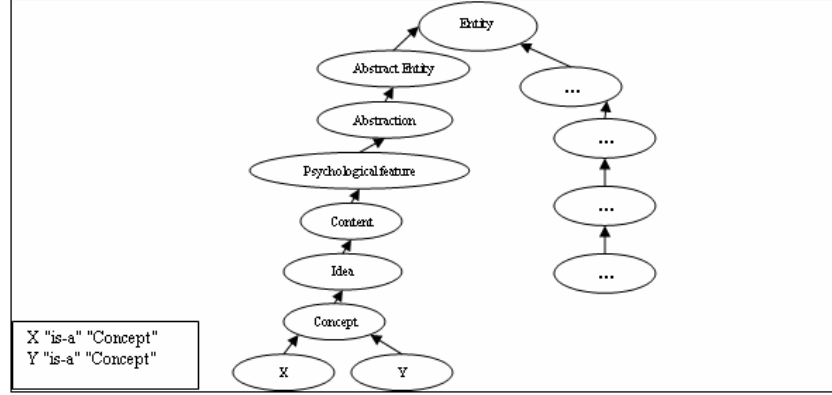 Entity
Abstract Entity
...
Abstraction
...
Psychological feature
...
Content
Idea
...
Concept
X "is-a" "Concept"
Y "is-a" "Concept"
X
Y